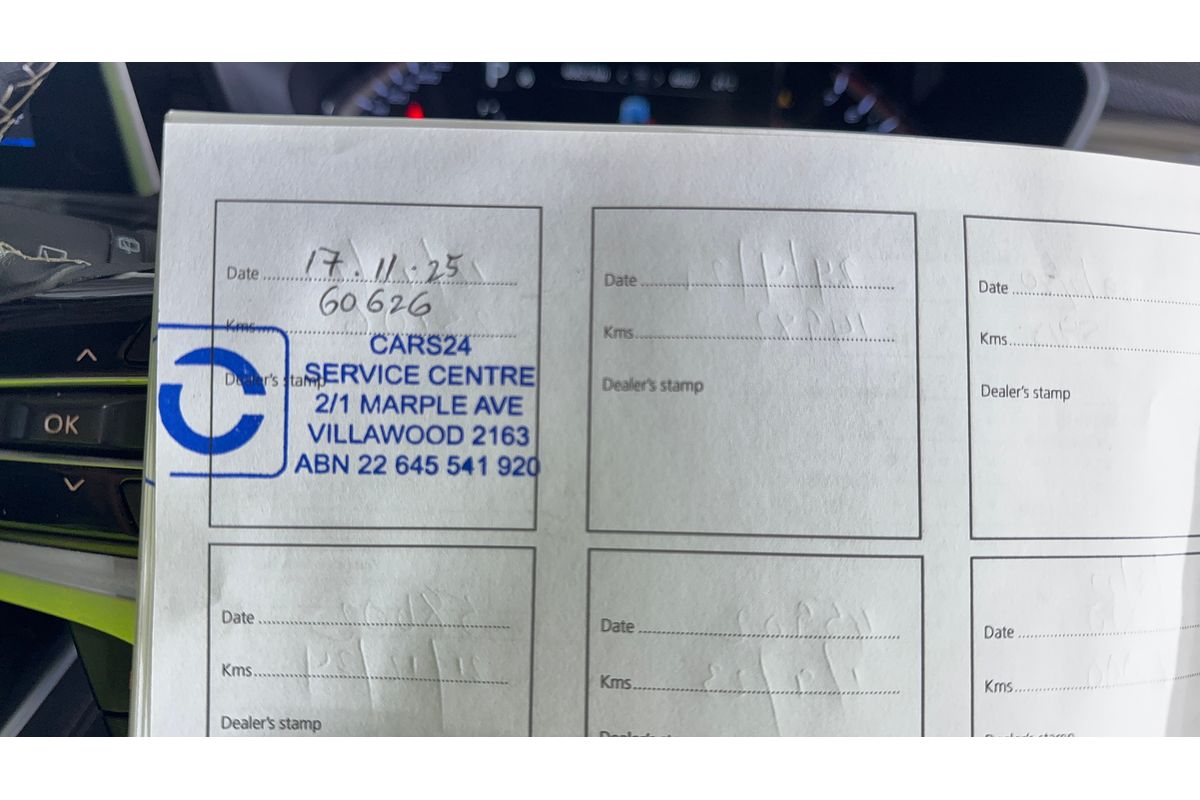 P
OK
Date 17.11.25
Kms 60626
Dealer's stamp
CARS24
SERVICE CENTRE
2/1 MARPLE AVE
VILLAWOOD 2163
ABN 22 645 541 920
Date
Kms
Dealer's stamp
Date
Kms
Dealer's stamp
Date
Kms
Dealer's stamp
Date
Kms
Dealer's stamp
Date
Kms